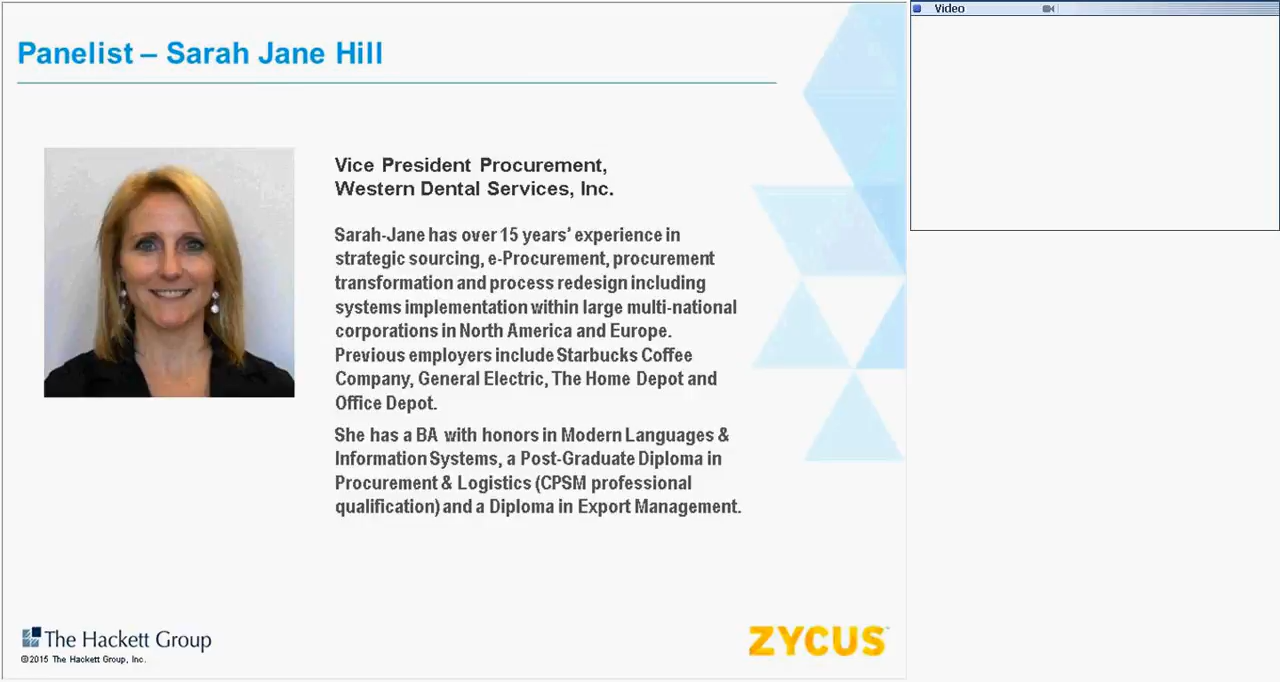 Panelist – Sarah Jane Hill
Video
Vice President Procurement,
Western Dental Services, Inc.
Sarah-Jane has over 15 years’ experience in
strategic sourcing, e-Procurement, procurement
transformation and process redesign including
systems implementation within large multi-national
corporations in North America and Europe.
Previous employers include Starbucks Coffee
Company, General Electric, The Home Depot and
Office Depot.
She has a BA with honors in Modern Languages &
Information Systems, a Post-Graduate Diploma in
Procurement & Logistics (CPSM professional
qualification) and a Diploma in Export Management.
The Hackett Group
©2015 The Hackett Group, Inc.
ZYCUS™